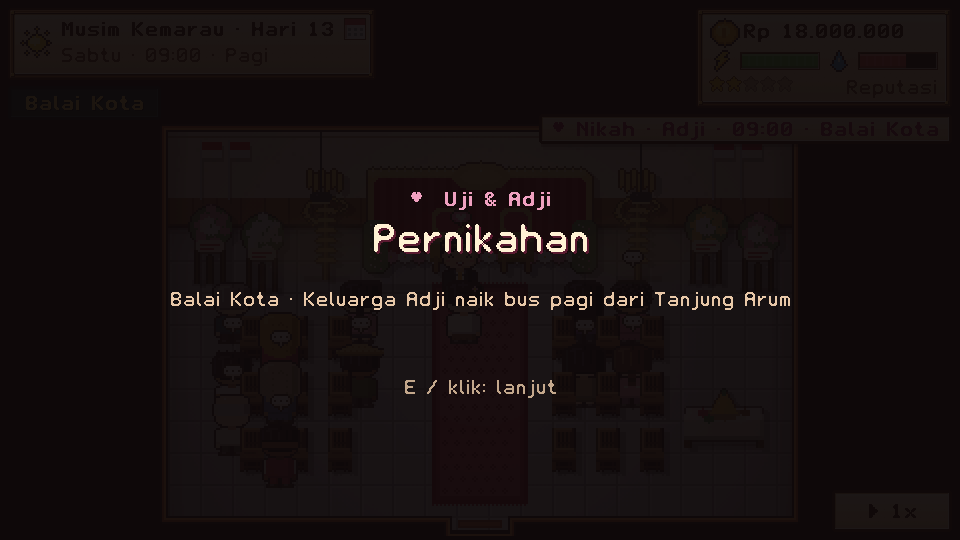 Musim Kemarau · Hari 13
Sabtu · 09:00 · Pagi
Rp 18.000.000
Reputasi
Balai Kota
♥ Nikah · Adji · 09:00 · Balai Kota
♥ Uji & Adji
Pernikahan
Balai Kota · Keluarga Adji naik bus pagi dari Tanjung Arum
E / klik: lanjut
▶ 1x